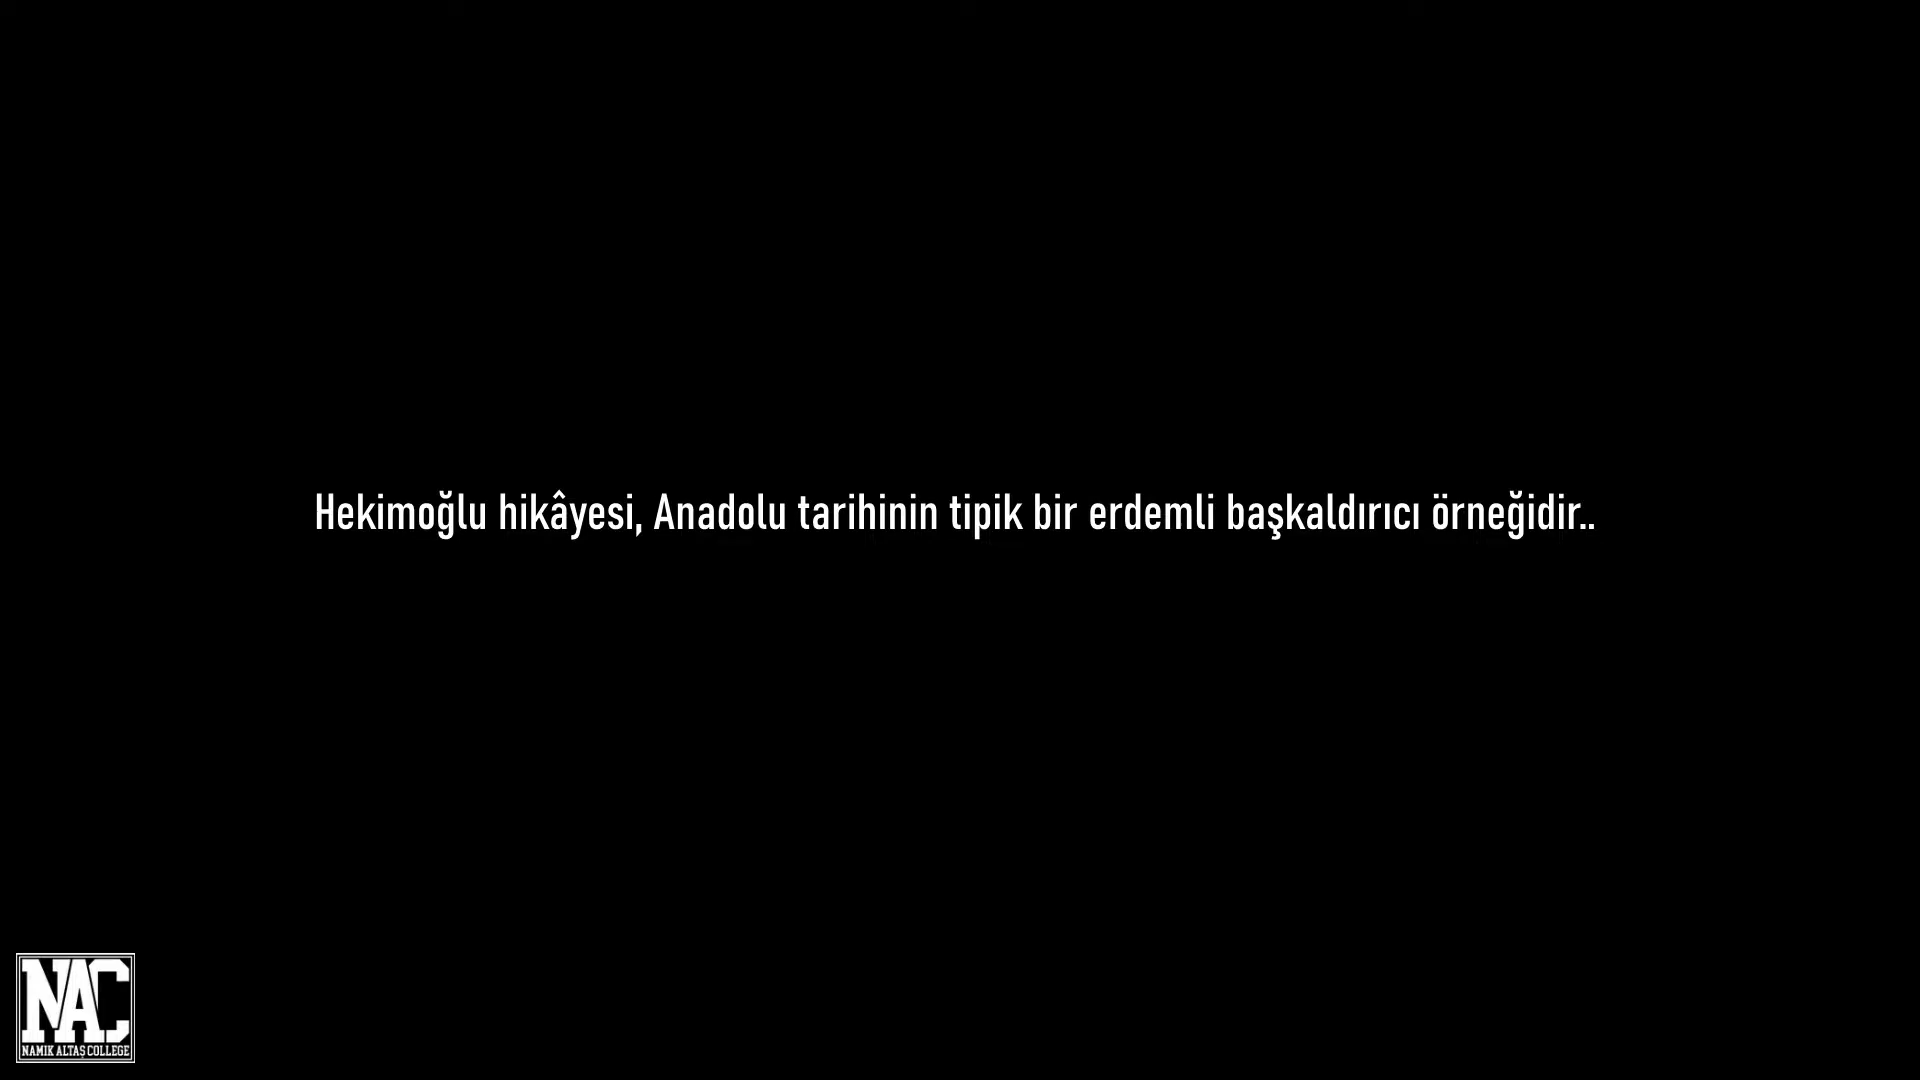 Hekimoğlu hikâyesi, Anadolu tarihinin tipik bir erdemli başkaldırıcı örneğidir..
NAC
NAMIK ALTAŞ COLLEGE